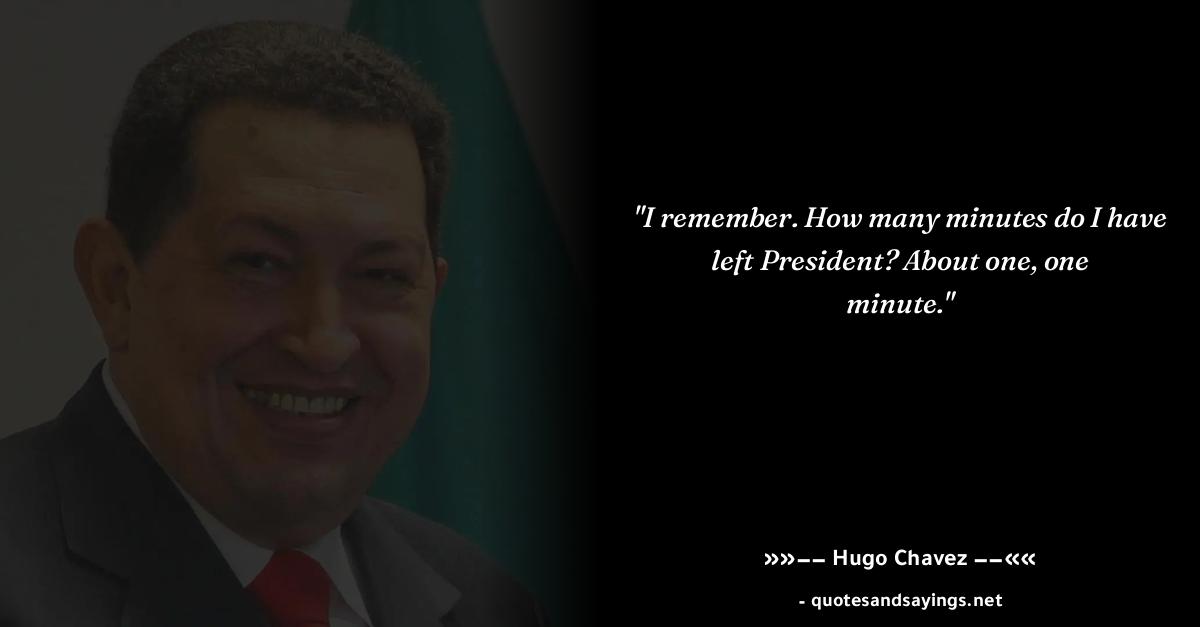 "I remember. How many minutes do I have
left President? About one, one
minute."
»»−− Hugo Chavez −−««
- quotesandsayings.net